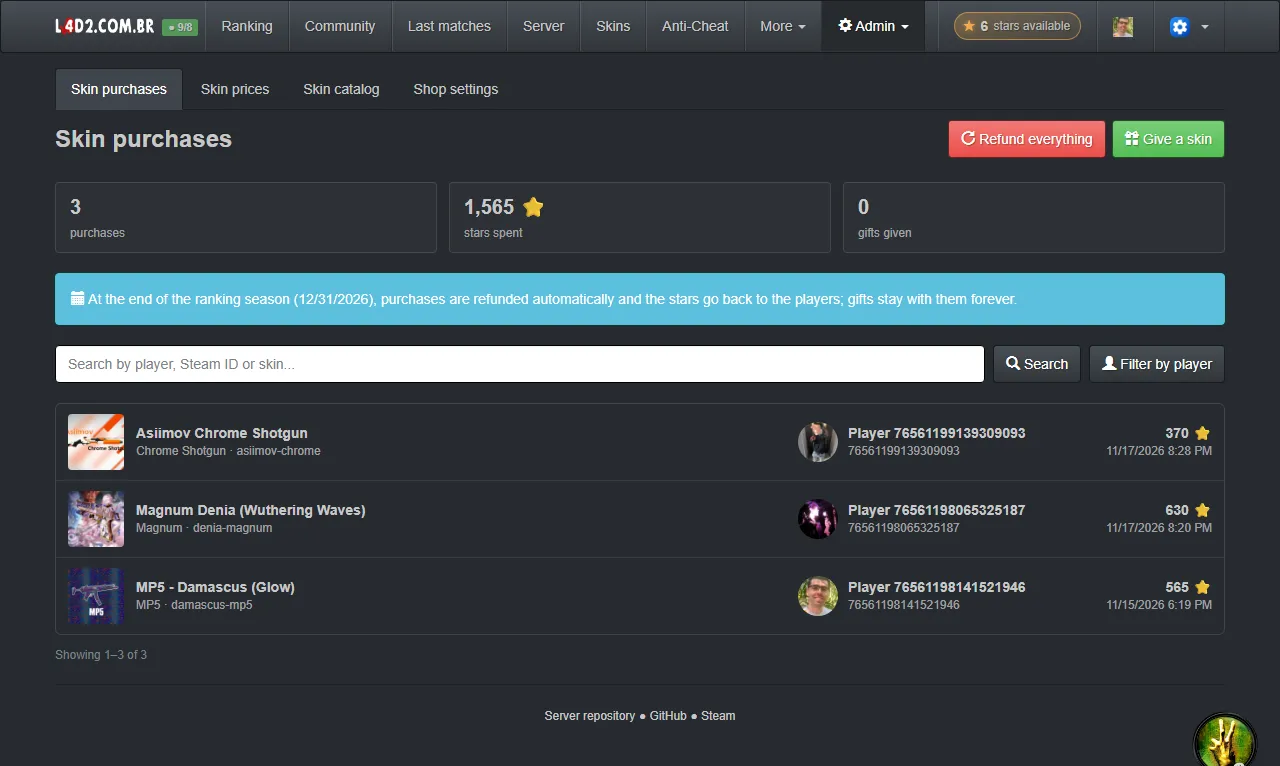 L4D2.COM.BR ● 9/8 Ranking Community Last matches Server Skins Anti-Cheat More Admin 6 stars available
Skin purchases Skin prices Skin catalog Shop settings
Skin purchases
Refund everything Give a skin
3
purchases
1,565
stars spent
0
gifts given
At the end of the ranking season (12/31/2026), purchases are refunded automatically and the stars go back to the players; gifts stay with them forever.
Search by player, Steam ID or skin... Search Filter by player
Asiimov Chrome Shotgun
Chrome Shotgun · asiimov-chrome
Player 76561199139309093
76561199139309093
370
11/17/2026 8:28 PM
Magnum Denia (Wuthering Waves)
Magnum · denia-magnum
Player 76561198065325187
76561198065325187
630
11/17/2026 8:20 PM
MP5
MP5 - Damascus (Glow)
MP5 · damascus-mp5
Player 76561198141521946
76561198141521946
565
11/15/2026 6:19 PM
Showing 1–3 of 3
Server repository ● GitHub ● Steam